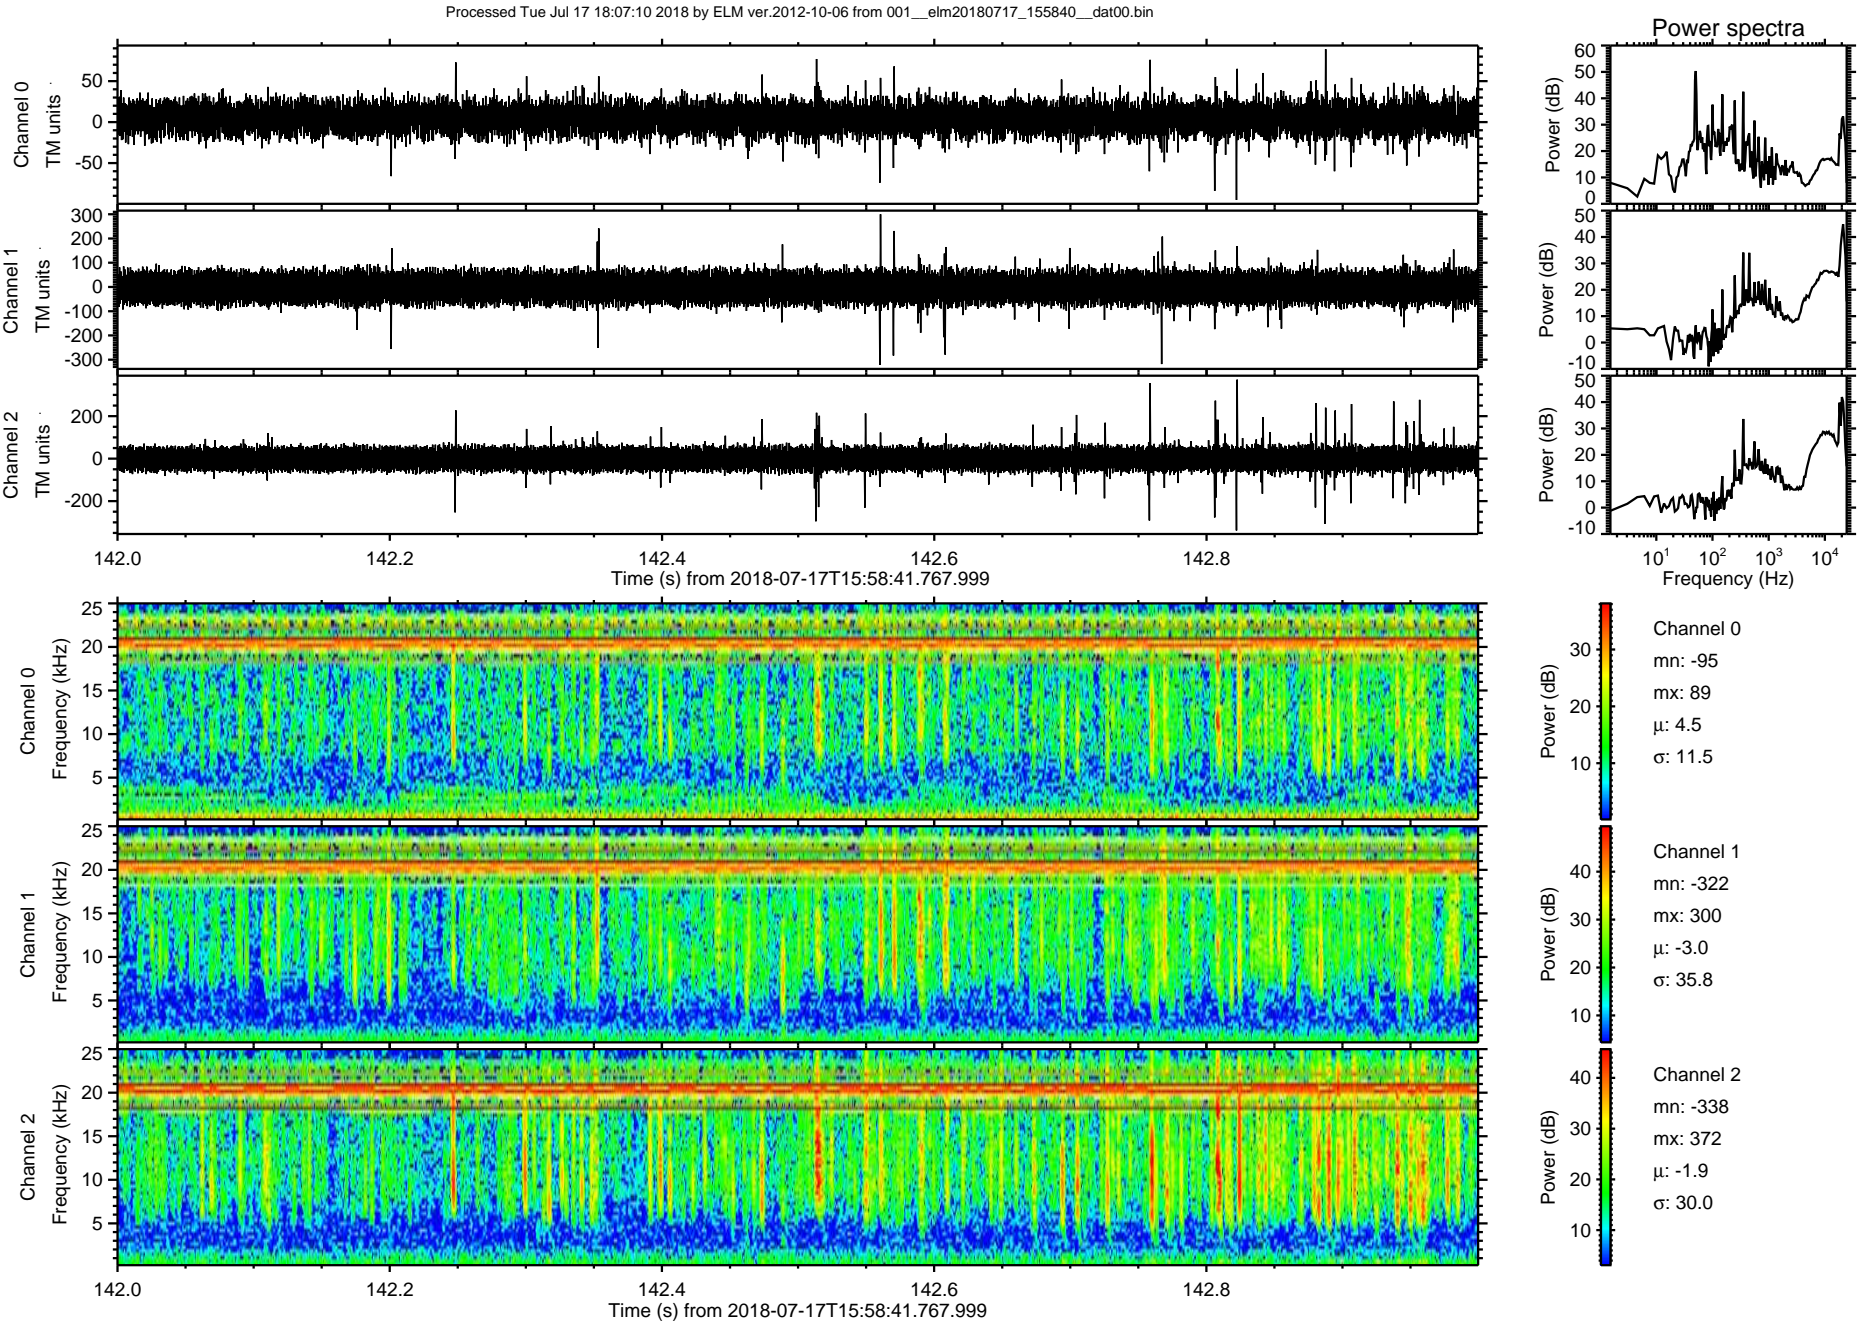 Processed Tue Jul 17 18:07:10 2018 by ELM ver.2012-10-06 from 001__elm20180717_155840__dat00.bin
Power spectra
Channel 0
TM units
50
0
-50
Power (dB)
60
50
40
30
20
10
0
Channel 1
TM units
300
200
100
0
-100
-200
-300
Power (dB)
50
40
30
20
10
0
-10
Channel 2
TM units
200
0
-200
Power (dB)
50
40
30
20
10
0
-10
142.0 142.2 142.4 142.6 142.8
Time (s) from 2018-07-17T15:58:41.767.999
10^1 10^2 10^3 10^4
Frequency (Hz)
Channel 0
Frequency (kHz)
25
20
15
10
5
Power (dB)
30
20
10
Channel 0
mn: -95
mx: 89
μ: 4.5
σ: 11.5
Channel 1
Frequency (kHz)
25
20
15
10
5
Power (dB)
40
30
20
10
Channel 1
mn: -322
mx: 300
μ: -3.0
σ: 35.8
Channel 2
Frequency (kHz)
25
20
15
10
5
Power (dB)
40
30
20
10
Channel 2
mn: -338
mx: 372
μ: -1.9
σ: 30.0
142.0 142.2 142.4 142.6 142.8
Time (s) from 2018-07-17T15:58:41.767.999